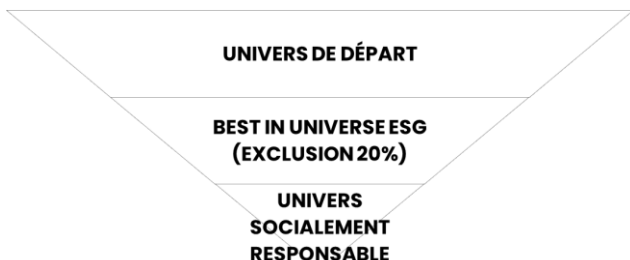 UNIVERS DE DÉPART
BEST IN UNIVERSE ESG
(EXCLUSION 20%)
UNIVERS
SOCIALEMENT
RESPONSABLE